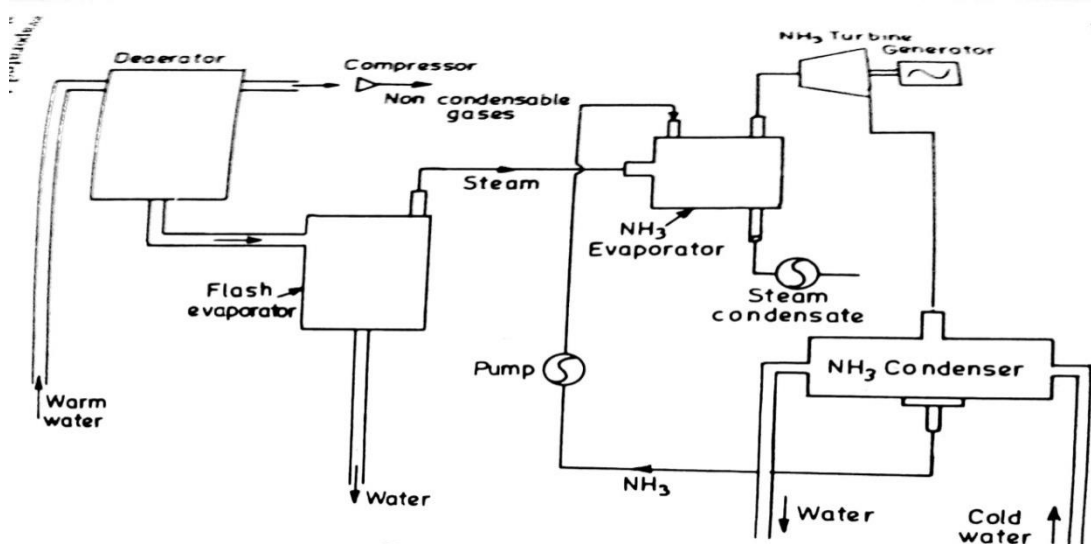 evaporated
NH3 Turbine
Generator
Deaerator
Compressor
Non condensable
gases
Steam
NH3
Evaporator
Flash
evaporator
Steam
condensate
Pump
NH3 Condenser
Warm
water
NH3
Water
Water
Cold
water